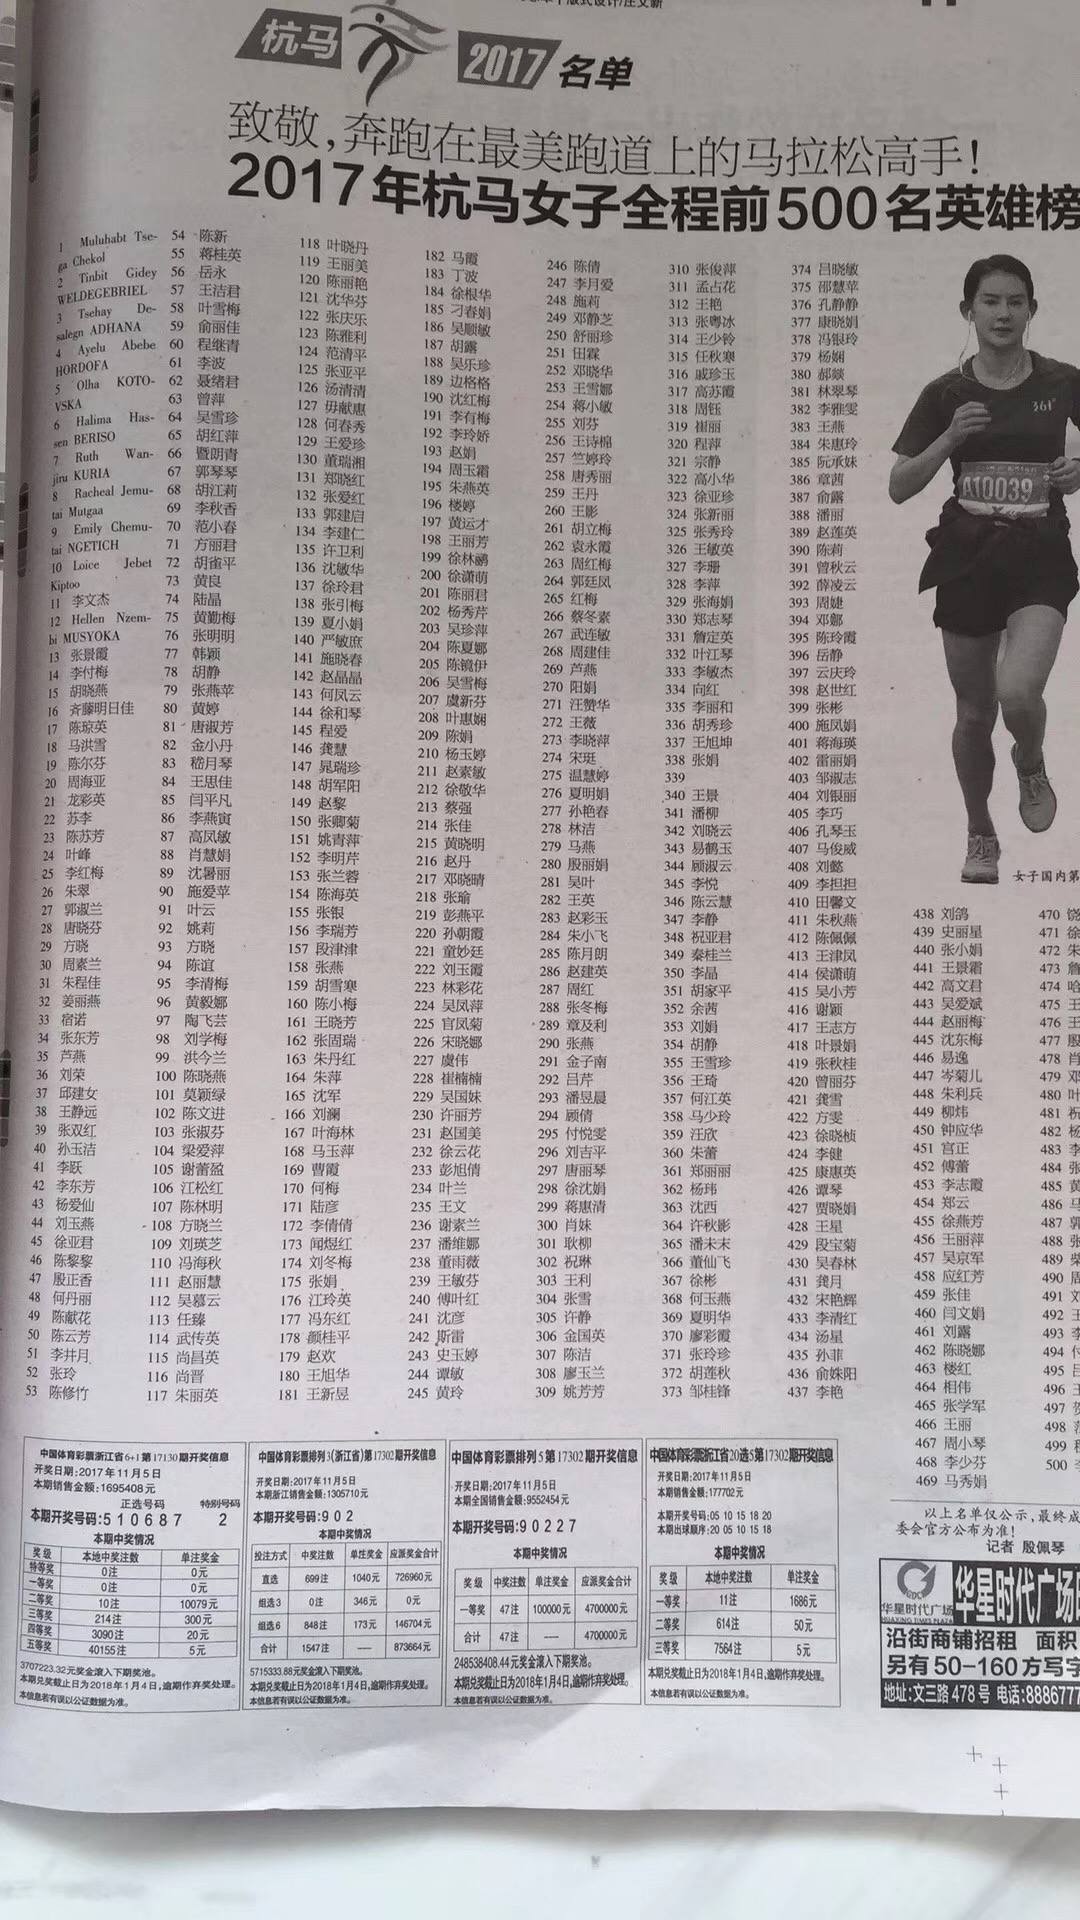 杭马
2017 名单
致敬,奔跑在最美跑道上的马拉松高手!
2017年杭马女子全程前500名英雄榜
1 Muluhabt Tse-
ga Chekol
2 Tinbit Gidey
WELDEGEBRIEL
3 Tsehay De-
salegn ADHANA
4 Ayelu Abebe
HORDOFA
5 Olha KOTO-
VSKA
6 Halima Has-
sen BERISO
7 Ruth Wan-
jiru KURIA
8 Racheal Jemu-
tai Mutgaa
9 Emily Chemu-
tai NGETICH
10 Loice Jebet
Kiptoo
11 李文杰
12 Hellen Nzem-
bi MUSYOKA
13 张景霞
14 李付梅
15 胡晓燕
16 斉藤明日佳
17 陈琼英
18 马洪雪
19 陈尔芬
20 周海亚
21 龙彩英
22 苏李
23 陈苏芳
24 叶峰
25 李红梅
26 朱翠
27 郭淑兰
28 唐晓芬
29 方晓
30 周素兰
31 朱程佳
32 姜丽燕
33 宿诺
34 张东芳
35 芦燕
36 刘荣
37 邱建女
38 王静远
39 张双红
40 孙玉洁
41 李跃
42 李东芳
43 杨爱仙
44 刘玉燕
45 徐亚君
46 陈黎黎
47 殷正香
48 何丹丽
49 陈献花
50 陈云芳
51 李井月
52 张玲
53 陈修竹
54 陈新
55 蒋桂英
56 岳永
57 王洁君
58 叶雪梅
59 俞丽佳
60 程继青
61 李波
62 聂绪君
63 曾萍
64 吴雪珍
65 胡红萍
66 暨朗青
67 郭琴琴
68 胡江莉
69 李秋香
70 范小春
71 方丽君
72 胡雀平
73 黄良
74 陆晶
75 黄勤梅
76 张明明
77 韩颖
78 胡静
79 张燕苹
80 黄婷
81 唐淑芳
82 金小丹
83 嵇月琴
84 王思佳
85 闫平凡
86 李燕寅
87 高凤敏
88 肖慧娟
89 沈暑丽
90 施爱苹
91 叶云
92 姚莉
93 方晓
94 陈谊
95 李清梅
96 黄毅娜
97 陶飞芸
98 刘学梅
99 洪今兰
100 陈晓燕
101 莫颖绿
102 陈文进
103 张淑芬
104 梁爱萍
105 谢蕾盈
106 江松红
107 陈林明
108 方晓兰
109 刘瑛芝
110 冯海秋
111 赵丽慧
112 吴慕云
113 任臻
114 武传英
115 尚昌英
116 尚晋
117 朱丽英
118 叶晓丹
119 王丽美
120 陈丽艳
121 沈华芬
122 张庆乐
123 陈雅利
124 范清平
125 张亚平
126 汤清清
127 毋献惠
128 何春秀
129 王爱珍
130 董瑞湘
131 郑晓红
132 张爱红
133 郭建启
134 李建仁
135 许卫利
136 沈敏华
137 徐玲君
138 张引梅
139 夏小娟
140 严敏庶
141 施晓春
142 赵晶晶
143 何凤云
144 徐和琴
145 程爱
146 龚慧
147 晁瑞珍
148 胡军阳
149 赵黎
150 张卿菊
151 姚青萍
152 李明芹
153 张兰蓉
154 陈海英
155 张银
156 李瑞芳
157 段津津
158 张燕
159 胡雪寒
160 陈小梅
161 王晓芳
162 张固瑞
163 朱丹红
164 朱萍
165 沈军
166 刘澜
167 叶海林
168 马玉萍
169 曹霞
170 何梅
171 陆彦
172 李倩倩
173 闻煜红
174 刘冬梅
175 张娟
176 江玲英
177 冯东红
178 颜桂平
179 赵欢
180 王旭华
181 王新昱
182 马霞
183 丁波
184 徐根华
185 刁春娟
186 吴顺敏
187 胡露
188 吴乐珍
189 边格格
190 沈红梅
191 李有梅
192 李玲娇
193 赵娟
194 周玉霜
195 朱燕英
196 楼婷
197 黄运才
198 王丽芳
199 徐林鹂
200 徐潇萌
201 陈丽君
202 杨秀芹
203 吴珍萍
204 陈夏娜
205 陈镜伊
206 吴雪梅
207 虞新芬
208 叶惠娴
209 陈娟
210 杨玉婷
211 赵素敏
212 徐敬华
213 蔡强
214 张佳
215 黄晓明
216 赵丹
217 邓晓晴
218 张瑜
219 彭燕平
220 孙朝霞
221 童妙廷
222 刘玉霞
223 林彩花
224 吴凤萍
225 官凤菊
226 宋晓娜
227 虞伟
228 崔楠楠
229 吴国妹
230 许丽芳
231 赵国美
232 徐云花
233 彭旭倩
234 叶兰
235 王文
236 谢素兰
237 潘维娜
238 董雨薇
239 王敏芬
240 傅叶红
241 沈彦
242 斯雷
243 史玉婷
244 谭敏
245 黄玲
246 陈倩
247 李月爱
248 施莉
249 邓静芝
250 舒丽珍
251 田霖
252 邓晓华
253 王雪娜
254 蒋小敏
255 刘芬
256 王诗棉
257 竺婷玲
258 唐秀丽
259 王丹
260 王影
261 胡立梅
262 袁永霞
263 周红梅
264 郭廷凤
265 红梅
266 蔡冬素
267 武连敏
268 周建佳
269 芦燕
270 阳娟
271 汪赞华
272 王薇
273 李晓萍
274 宋珽
275 温慧婷
276 夏明娟
277 孙艳春
278 林洁
279 马燕
280 殷丽娟
281 吴叶
282 王英
283 赵彩玉
284 朱小飞
285 陈月朗
286 赵建英
287 周红
288 张冬梅
289 章及利
290 张燕
291 金子南
292 吕芹
293 潘昱晨
294 顾倩
295 付悦雯
296 刘吉平
297 唐丽琴
298 徐沈娟
299 蒋惠清
300 肖妹
301 耿柳
302 祝琳
303 王利
304 张雪
305 许静
306 金国英
307 陈洁
308 廖玉兰
309 姚芳芳
310 张俊萍
311 孟占花
312 王艳
313 张粤冰
314 王少铃
315 任秋寒
316 戚珍玉
317 高苏霞
318 周钰
319 崔丽
320 程萍
321 宗静
322 高小华
323 徐亚珍
324 张新丽
325 张秀玲
326 王敏英
327 李珊
328 李萍
329 张海娟
330 郑志琴
331 詹定英
332 叶江琴
333 李敏杰
334 向红
335 李丽和
336 胡秀珍
337 王旭坤
338 张娟
339
340 王景
341 潘柳
342 刘晓云
343 易鹤玉
344 顾淑云
345 李悦
346 陈云慧
347 李静
348 祝亚君
349 秦桂兰
350 李晶
351 胡家平
352 余茜
353 刘娟
354 胡静
355 王雪珍
356 王琦
357 何江英
358 马少玲
359 汪欣
360 朱蕾
361 郑丽丽
362 杨玮
363 沈西
364 许秋影
365 潘未末
366 董仙飞
367 徐彬
368 何玉燕
369 夏明华
370 廖彩霞
371 张玲珍
372 胡莲秋
373 邹桂锋
374 吕晓敏
375 邵慧苹
376 孔静静
377 康晓娟
378 冯银玲
379 杨娴
380 郝燚
381 林翠琴
382 李雅雯
383 王燕
384 朱惠玲
385 阮承妹
386 章茜
387 俞露
388 潘丽
389 赵莲英
390 陈莉
391 曾秋云
392 薛凌云
393 周婕
394 邓鄟
395 陈玲霞
396 岳静
397 云庆玲
398 赵世红
399 张彬
400 施凤娟
401 蒋海瑛
402 雷丽娟
403 邹淑志
404 刘银丽
405 李巧
406 孔琴玉
407 马俊威
408 刘懿
409 李担担
410 田馨文
411 朱秋燕
412 陈佩佩
413 王津凤
414 侯潇萌
415 吴小芳
416 谢颖
417 王志方
418 叶景娟
419 张秋桂
420 曾丽芬
421 龚雪
422 方雯
423 徐晓桢
424 李健
425 康惠英
426 谭琴
427 贾晓娟
428 王星
429 段宝菊
430 吴春林
431 龚月
432 宋艳辉
433 李清红
434 汤星
435 孙菲
436 俞姝阳
437 李艳
361°
A10039
女子国内第
438 刘鸽
439 史丽星
440 张小娟
441 王景霜
442 高文君
443 吴爱斌
444 赵丽梅
445 沈东梅
446 易逸
447 岑菊儿
448 朱利兵
449 柳炜
450 钟应华
451 宫正
452 傅蕾
453 李志霞
454 郑云
455 徐燕芳
456 王丽萍
457 吴京军
458 应红芳
459 张佳
460 闫文娟
461 刘露
462 陈晓娜
463 楼红
464 相伟
465 张学军
466 王丽
467 周小琴
468 李少芬
469 马秀娟
470 饶
471 徐
472 朱
473 詹
474 哈
475 王
476 王
477 殷
478 肖
479 邓
480 叶
481 祝
482 杨
483 李
484 张
485 黄
486 马
487 郭
488 张
489 柴
490 周
491 刘
492 王
493 李
494 付
495 吕
496 王
497 贺
498
499 程
500 李
以上名单仅公示,最终成
委会官方公布为准!
记者 殷佩琴
中国体育彩票浙江省6+1第17130期开奖信息
开奖日期:2017年11月5日
本期销售金额:1695408元
正选号码 特别号码
本期开奖号码:510687 2
本期中奖情况
奖级 本地中奖注数 单注奖金
特等奖 0注 0元
一等奖 0注 0元
二等奖 10注 10079元
三等奖 214注 300元
四等奖 3090注 20元
五等奖 40155注 5元
3707223.32元奖金滚入下期奖池。
本期兑奖截止日为2018年1月4日,逾期作弃奖处理。
本信息若有误以公证数据为准。
中国体育彩票排列3(浙江省)第17302期开奖信息
开奖日期:2017年11月5日
本期浙江销售金额:1305710元
本期开奖号码:902
本期中奖情况
投注方式 中奖注数 单注奖金 应派奖金合计
直选 699注 1040元 726960元
组选3 0注 346元 0元
组选6 848注 173元 146704元
合计 1547注 —— 873664元
5715333.88元奖金滚入下期奖池。
本期兑奖截止日为2018年1月4日,逾期作弃奖处理。
本信息若有误以公证数据为准。
中国体育彩票排列5第17302期开奖信息
开奖日期:2017年11月5日
本期全国销售金额:9552454元
本期开奖号码:90227
本期中奖情况
奖级 中奖注数 单注奖金 应派奖金合计
一等奖 47注 100000元 4700000元
合计 47注 —— 4700000元
248538408.44元奖金滚入下期奖池。
本期兑奖截止日为2018年1月4日,逾期作弃奖处理。
本信息若有误以公证数据为准。
中国体育彩票浙江省20选5第17302期开奖信息
开奖日期:2017年11月5日
本期销售金额:177702元
本期开奖号码:05 10 15 18 20
本期出球顺序:20 05 10 15 18
本期中奖情况
奖级 本地中奖注数 单注奖金
一等奖 11注 1686元
二等奖 614注 50元
三等奖 7564注 5元
本期兑奖截止日为2018年1月4日,逾期作弃奖处理。
本信息若有误以公证数据为准。
GDC
华星时代广场
HUAXING TIMES PLAZA
华星时代广场
沿街商铺招租 面积
另有50-160方写字
地址:文三路478号 电话:8886777